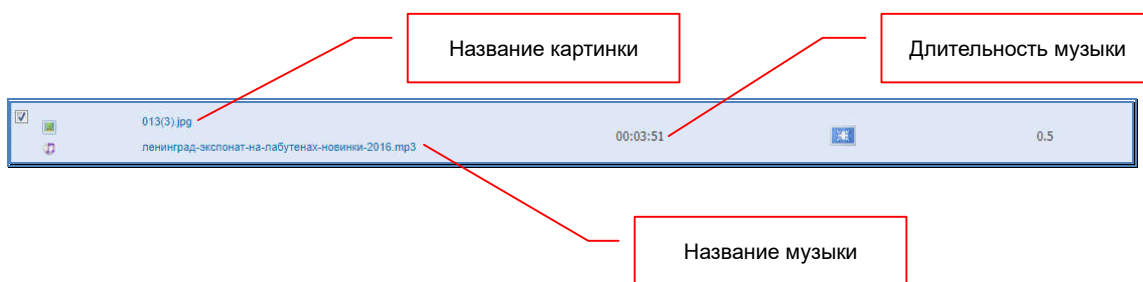 Название картинки
Длительность музыки
013(3).jpg
00:03:51
0.5
ленинград-экспонат-на-лабутенах-новинки-2016.mp3
Название музыки